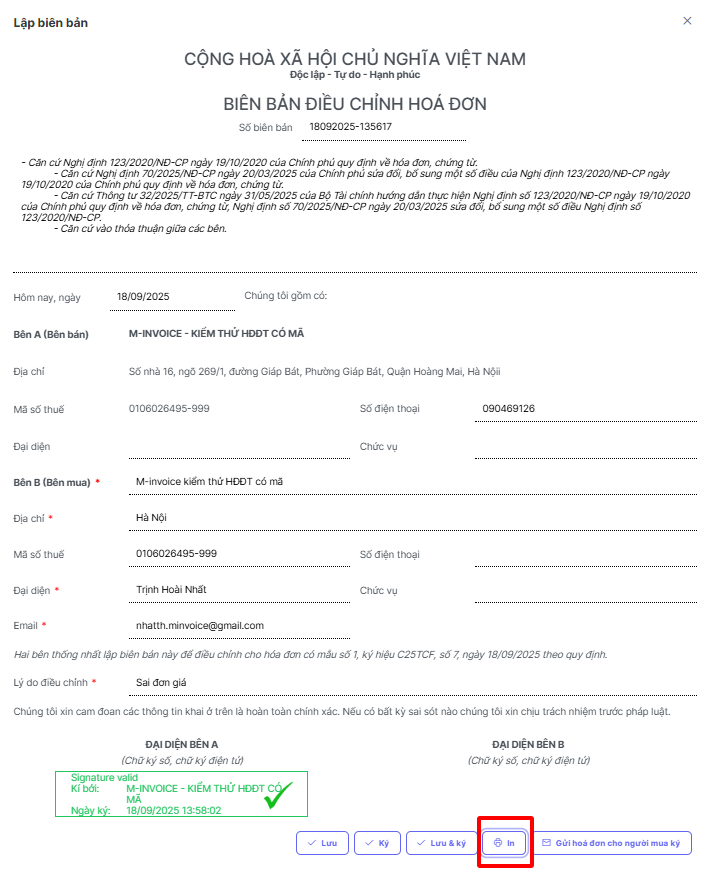 Lập biên bản
CỘNG HOÀ XÃ HỘI CHỦ NGHĨA VIỆT NAM
Độc lập - Tự do - Hạnh phúc
BIÊN BẢN ĐIỀU CHỈNH HOÁ ĐƠN
Số biên bản 18092025-135617
- Căn cứ Nghị định 123/2020/NĐ-CP ngày 19/10/2020 của Chính phủ quy định về hóa đơn, chứng từ.
- Căn cứ Nghị định 70/2025/NĐ-CP ngày 20/03/2025 của Chính phủ sửa đổi, bổ sung một số điều của Nghị định 123/2020/NĐ-CP ngày
19/10/2020 của Chính phủ quy định về hóa đơn, chứng từ.
- Căn cứ Thông tư 32/2025/TT-BTC ngày 31/05/2025 của Bộ Tài chính hướng dẫn thực hiện Nghị định số 123/2020/NĐ-CP ngày 19/10/2020
của Chính phủ quy định về hóa đơn, chứng từ, Nghị định số 70/2025/NĐ-CP ngày 20/03/2025 sửa đổi, bổ sung một số điều Nghị định số
123/2020/NĐ-CP.
- Căn cứ vào thỏa thuận giữa các bên.
Hôm nay, ngày 18/09/2025 Chúng tôi gồm có:
Bên A (Bên bán) M-INVOICE - KIỂM THỬ HĐĐT CÓ MÃ
Địa chỉ Số nhà 16, ngõ 269/1, đường Giáp Bát, Phường Giáp Bát, Quận Hoàng Mai, Hà Nộii
Mã số thuế 0106026495-999 Số điện thoại 090469126
Đại diện Chức vụ
Bên B (Bên mua) * M-invoice kiểm thử HĐĐT có mã
Địa chỉ * Hà Nội
Mã số thuế 0106026495-999 Số điện thoại
Đại diện * Trịnh Hoài Nhất Chức vụ
Email * nhatth.minvoice@gmail.com
Hai bên thống nhất lập biên bản này để điều chỉnh cho hóa đơn có mẫu số 1, ký hiệu C25TCF, số 7, ngày 18/09/2025 theo quy định.
Lý do điều chỉnh * Sai đơn giá
Chúng tôi xin cam đoan các thông tin khai ở trên là hoàn toàn chính xác. Nếu có bất kỳ sai sót nào chúng tôi xin chịu trách nhiệm trước pháp luật.
ĐẠI DIỆN BÊN A ĐẠI DIỆN BÊN B
(Chữ ký số, chữ ký điện tử) (Chữ ký số, chữ ký điện tử)
Signature valid
Kí bởi: M-INVOICE - KIỂM THỬ HĐĐT CÓ
MÃ
Ngày ký: 18/09/2025 13:58:02
Lưu Ký Lưu & ký In Gửi hoá đơn cho người mua ký